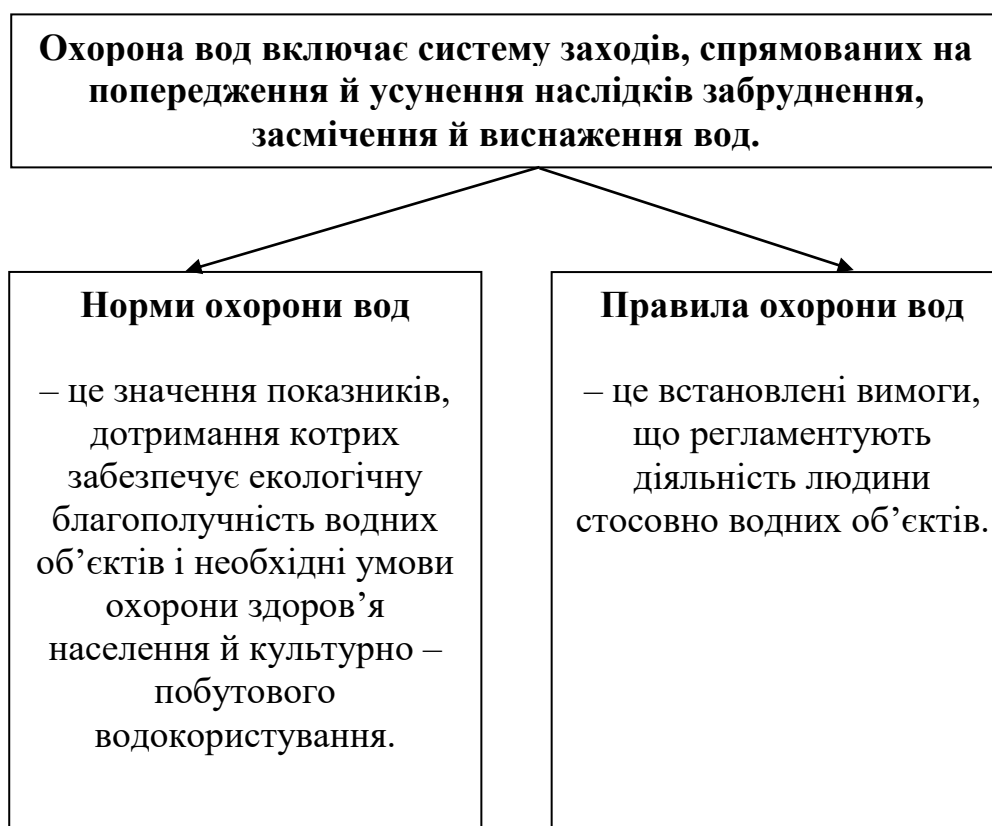 Охорона вод включає систему заходів, спрямованих на
попередження й усунення наслідків забруднення,
засмічення й виснаження вод.
Норми охорони вод
– це значення показників,
дотримання котрих
забезпечує екологічну
благополучність водних
об’єктів і необхідні умови
охорони здоров’я
населення й культурно –
побутового
водокористування.
Правила охорони вод
– це встановлені вимоги,
що регламентують
діяльність людини
стосовно водних об’єктів.